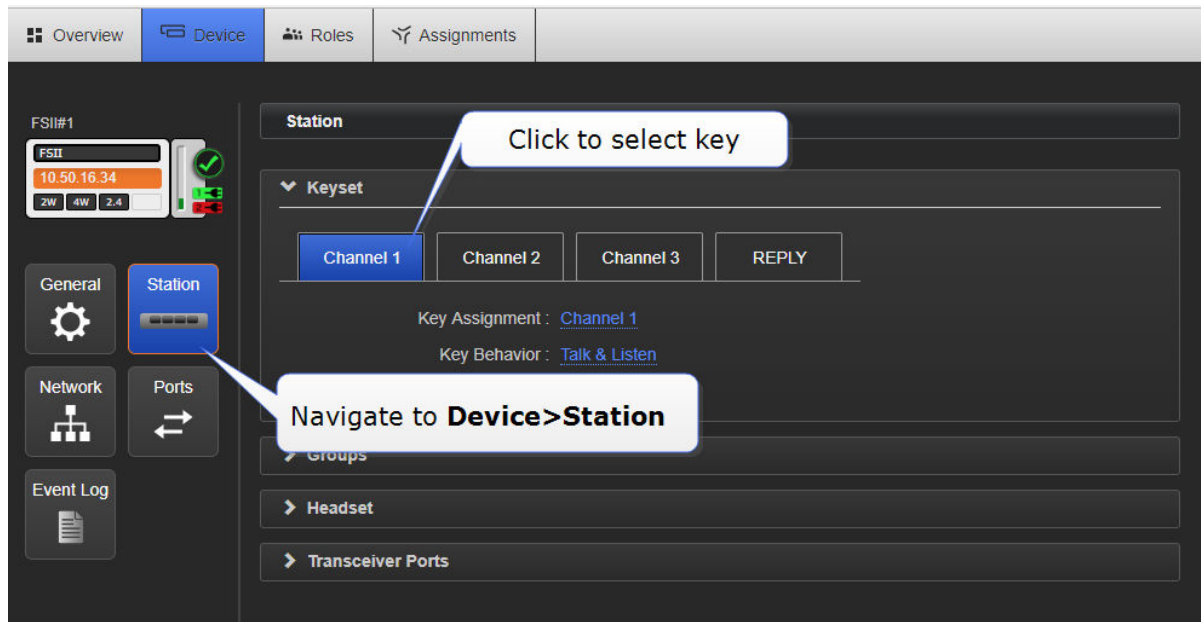 Overview
Device
Roles
Assignments
FSII#1
FSII
10.50.16.34
2W 4W 2.4
1
2
General
Station
Network
Ports
Event Log
Station
Click to select key
Keyset
Channel 1
Channel 2
Channel 3
REPLY
Key Assignment : Channel 1
Key Behavior : Talk & Listen
Navigate to Device>Station
Groups
Headset
Transceiver Ports